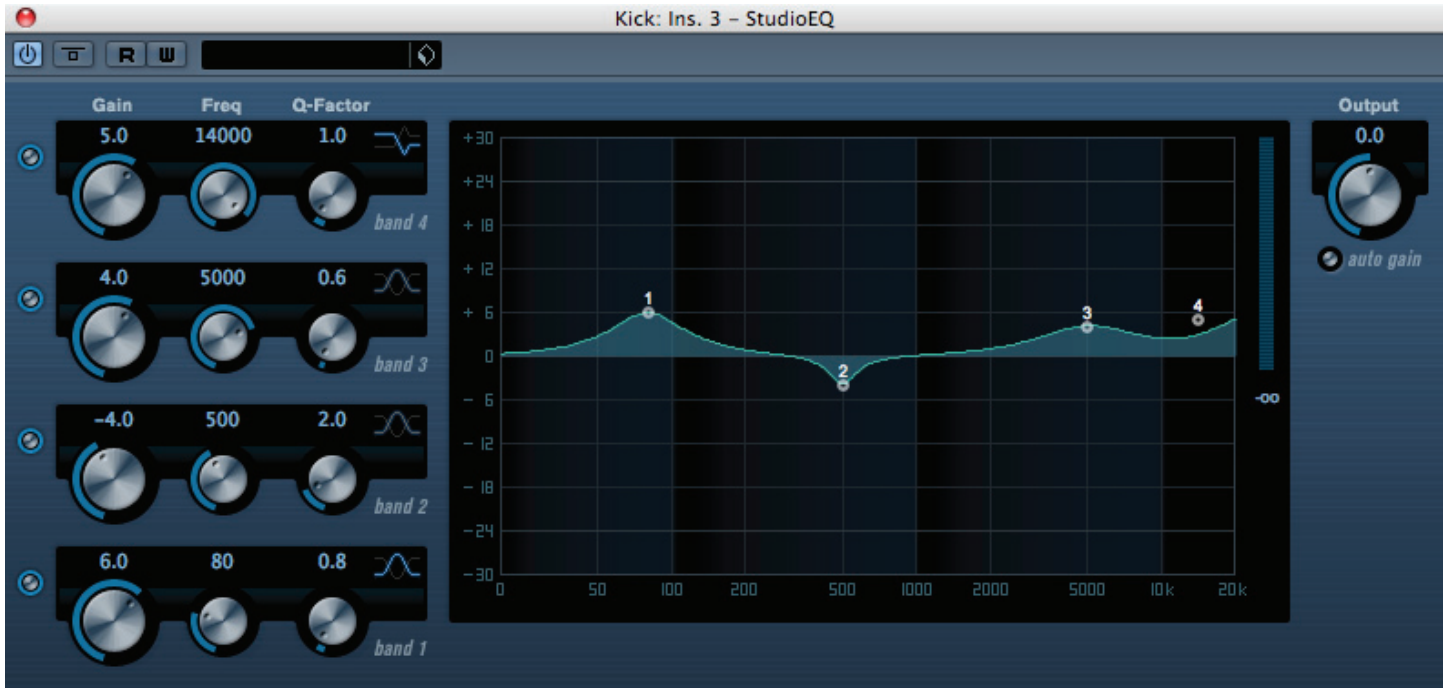 Kick: Ins. 3 – StudioEQ
R W
Gain Freq Q-Factor
5.0 14000 1.0
band 4
4.0 5000 0.6
band 3
−4.0 500 2.0
band 2
6.0 80 0.8
band 1
+30
+24
+ 18
+ 12
+ 6
0
− 6
− 12
− 18
−24
−30
0 50 100 200 500 1000 2000 5000 10k 20k
1
2
3
4
-oo
Output
0.0
auto gain